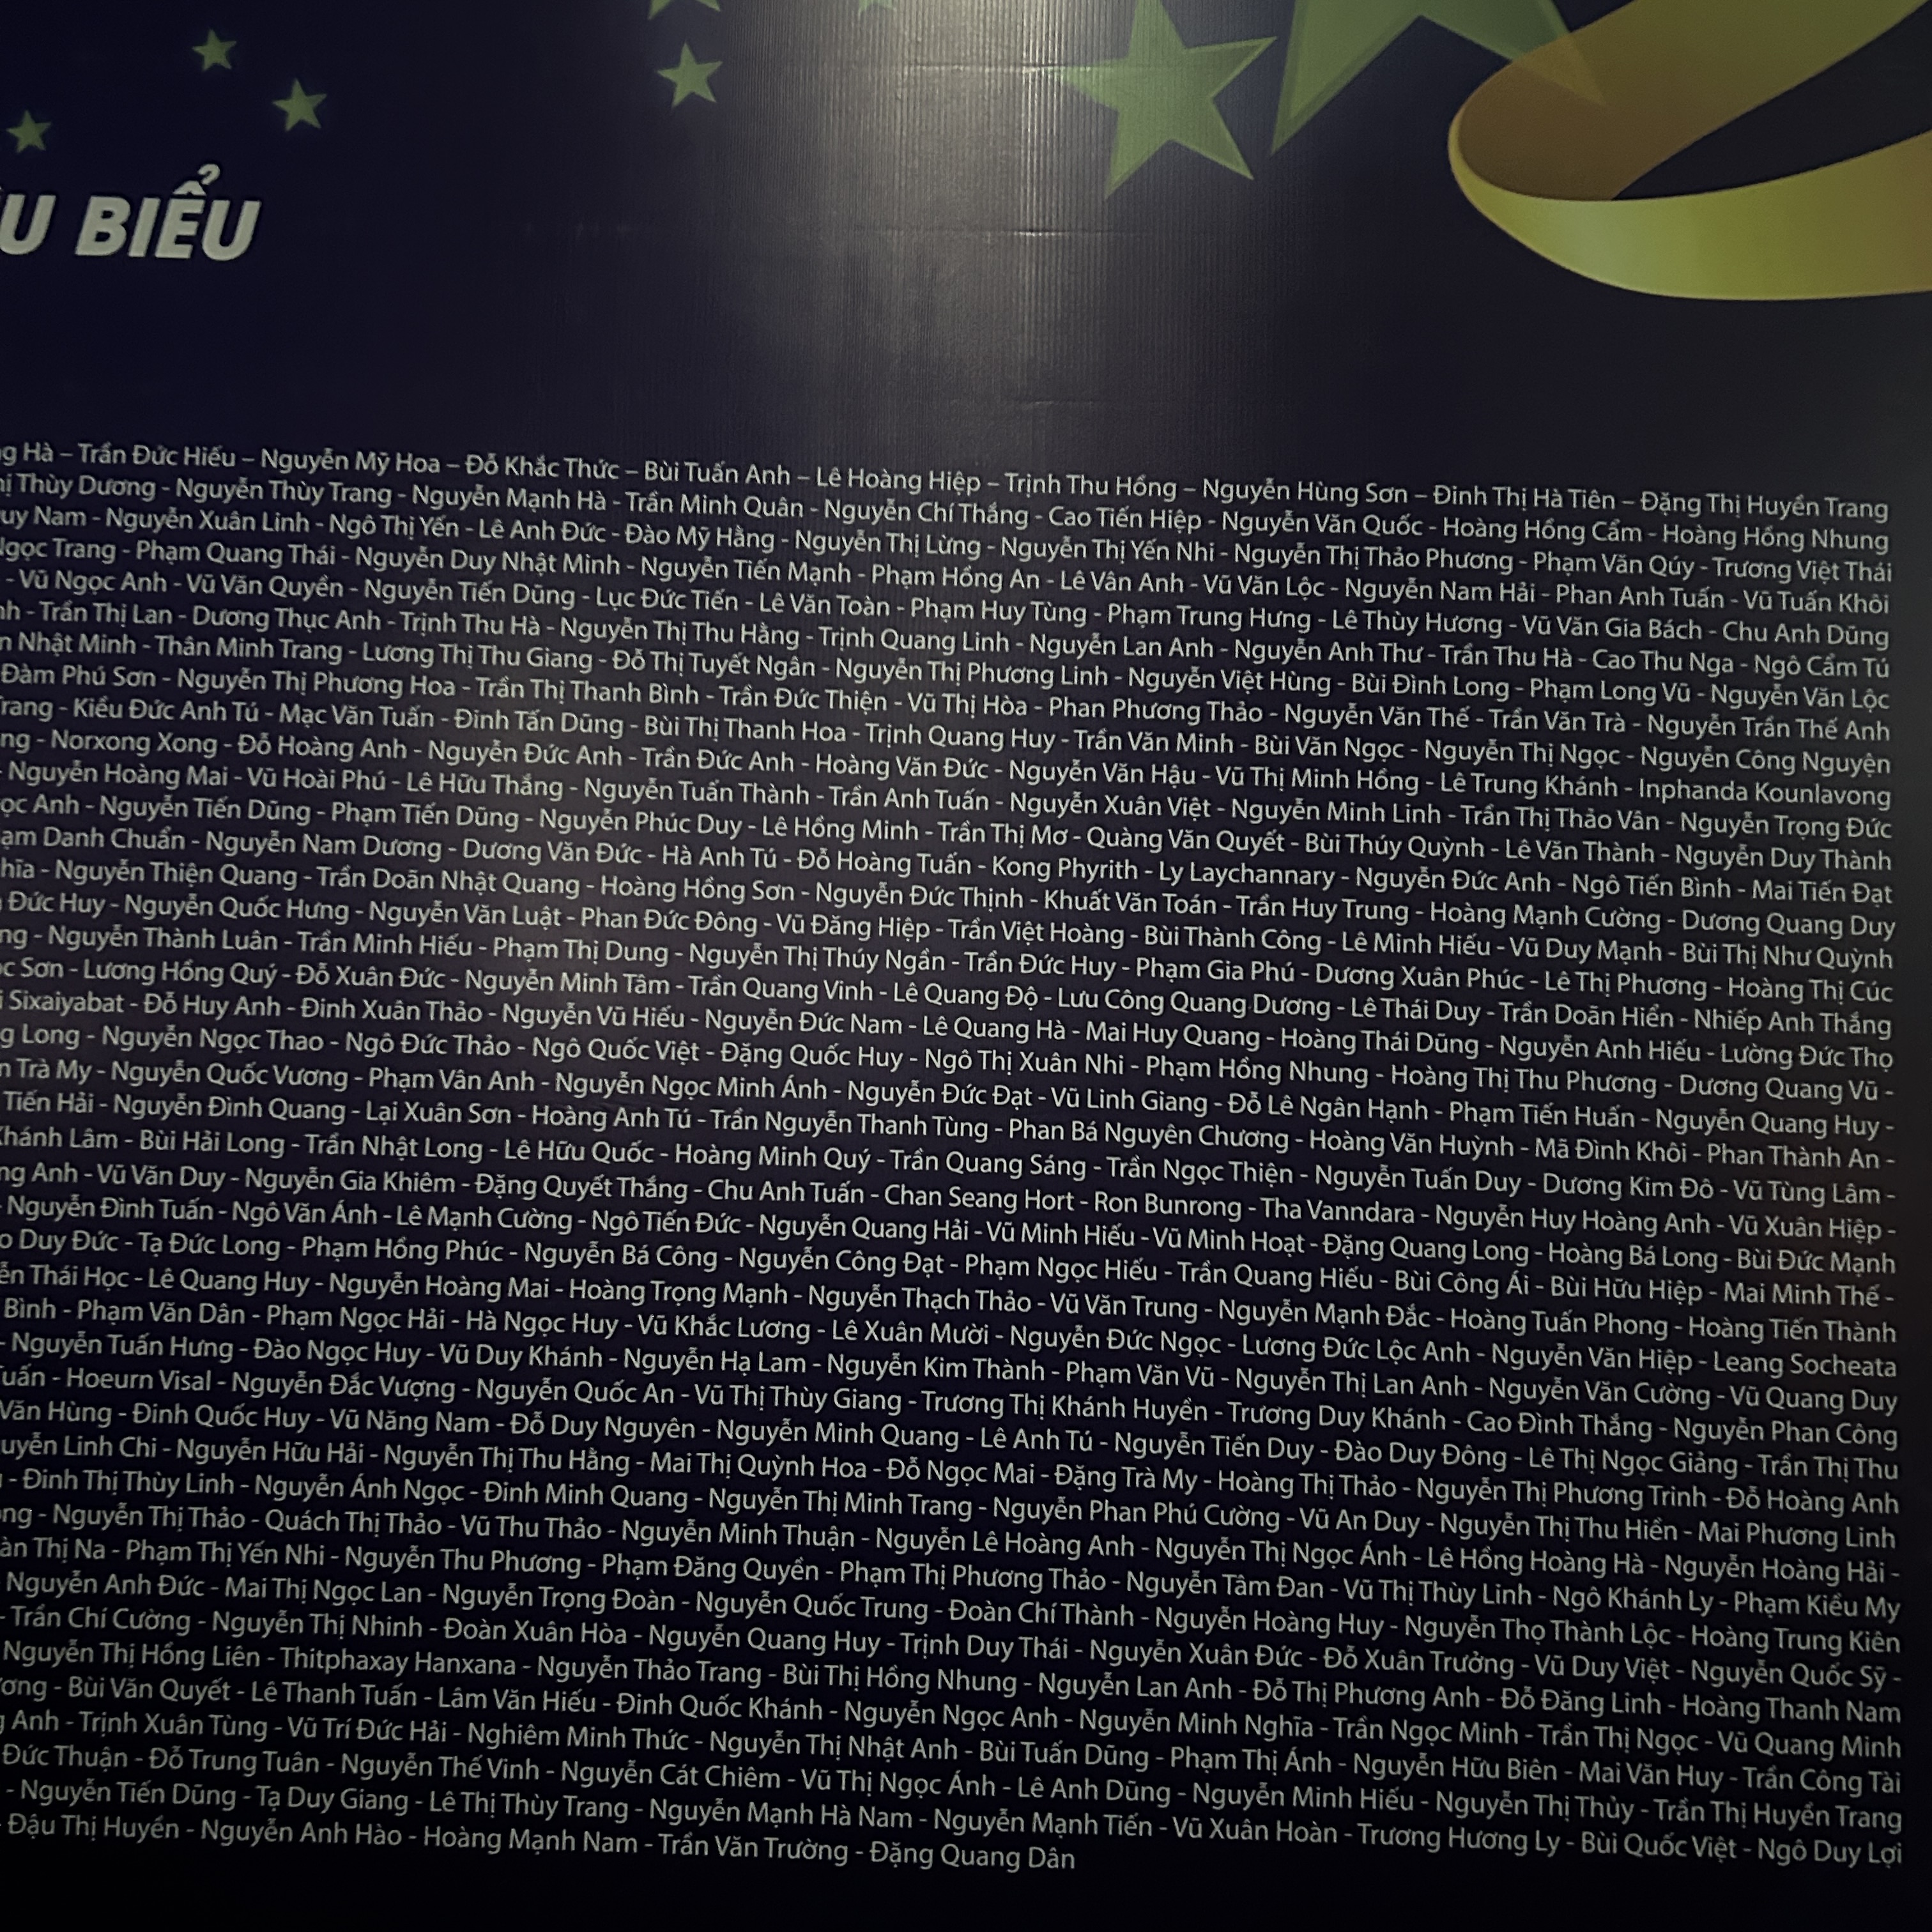 BIỂU
Hà – Trần Đức Hiếu – Nguyễn Mỹ Hoa – Đỗ Khắc Thức – Bùi Tuấn Anh – Lê Hoàng Hiệp – Trịnh Thu Hồng – Nguyễn Hùng Sơn – Đinh Thị Hà Tiên – Đặng Thị Huyền Trang
Thùy Dương - Nguyễn Thùy Trang - Nguyễn Mạnh Hà - Trần Minh Quân - Nguyễn Chí Thắng - Cao Tiến Hiệp - Nguyễn Văn Quốc - Hoàng Hồng Cẩm - Hoàng Hồng Nhung
Nam - Nguyễn Xuân Linh - Ngô Thị Yến - Lê Anh Đức - Đào Mỹ Hằng - Nguyễn Thị Lừng - Nguyễn Thị Yến Nhi - Nguyễn Thị Thảo Phương - Phạm Văn Qúy - Trương Việt Thái
Trang - Phạm Quang Thái - Nguyễn Duy Nhật Minh - Nguyễn Tiến Mạnh - Phạm Hồng An - Lê Vân Anh - Vũ Văn Lộc - Nguyễn Nam Hải - Phan Anh Tuấn - Vũ Tuấn Khôi
- Vũ Ngọc Anh - Vũ Văn Quyền - Nguyễn Tiến Dũng - Lục Đức Tiến - Lê Văn Toàn - Phạm Huy Tùng - Phạm Trung Hưng - Lê Thùy Hương - Vũ Văn Gia Bách - Chu Anh Dũng
- Trần Thị Lan - Dương Thục Anh - Trịnh Thu Hà - Nguyễn Thị Thu Hằng - Trịnh Quang Linh - Nguyễn Lan Anh - Nguyễn Anh Thư - Trần Thu Hà - Cao Thu Nga - Ngô Cẩm Tú
Nhật Minh - Thân Minh Trang - Lương Thị Thu Giang - Đỗ Thị Tuyết Ngân - Nguyễn Thị Phương Linh - Nguyễn Việt Hùng - Bùi Đình Long - Phạm Long Vũ - Nguyễn Văn Lộc
Đàm Phú Sơn - Nguyễn Thị Phương Hoa - Trần Thị Thanh Bình - Trần Đức Thiện - Vũ Thị Hòa - Phan Phương Thảo - Nguyễn Văn Thế - Trần Văn Trà - Nguyễn Trần Thế Anh
Trang - Kiều Đức Anh Tú - Mạc Văn Tuấn - Đinh Tấn Dũng - Bùi Thị Thanh Hoa - Trịnh Quang Huy - Trần Văn Minh - Bùi Văn Ngọc - Nguyễn Thị Ngọc - Nguyễn Công Nguyện
- Norxong Xong - Đỗ Hoàng Anh - Nguyễn Đức Anh - Trần Đức Anh - Hoàng Văn Đức - Nguyễn Văn Hậu - Vũ Thị Minh Hồng - Lê Trung Khánh - Inphanda Kounlavong
- Nguyễn Hoàng Mai - Vũ Hoài Phú - Lê Hữu Thắng - Nguyễn Tuấn Thành - Trần Anh Tuấn - Nguyễn Xuân Việt - Nguyễn Minh Linh - Trần Thị Thảo Vân - Nguyễn Trọng Đức
Anh - Nguyễn Tiến Dũng - Phạm Tiến Dũng - Nguyễn Phúc Duy - Lê Hồng Minh - Trần Thị Mơ - Quàng Văn Quyết - Bùi Thúy Quỳnh - Lê Văn Thành - Nguyễn Duy Thành
Danh Chuẩn - Nguyễn Nam Dương - Dương Văn Đức - Hà Anh Tú - Đỗ Hoàng Tuấn - Kong Phyrith - Ly Laychannary - Nguyễn Đức Anh - Ngô Tiến Bình - Mai Tiến Đạt
- Nguyễn Thiện Quang - Trần Doãn Nhật Quang - Hoàng Hồng Sơn - Nguyễn Đức Thịnh - Khuất Văn Toán - Trần Huy Trung - Hoàng Mạnh Cường - Dương Quang Duy
Đức Huy - Nguyễn Quốc Hưng - Nguyễn Văn Luật - Phan Đức Đông - Vũ Đăng Hiệp - Trần Việt Hoàng - Bùi Thành Công - Lê Minh Hiếu - Vũ Duy Mạnh - Bùi Thị Như Quỳnh
- Nguyễn Thành Luân - Trần Minh Hiếu - Phạm Thị Dung - Nguyễn Thị Thúy Ngần - Trần Đức Huy - Phạm Gia Phú - Dương Xuân Phúc - Lê Thị Phương - Hoàng Thị Cúc
Sơn - Lương Hồng Quý - Đỗ Xuân Đức - Nguyễn Minh Tâm - Trần Quang Vinh - Lê Quang Độ - Lưu Công Quang Dương - Lê Thái Duy - Trần Doãn Hiển - Nhiếp Anh Thắng
Sixaiyabat - Đỗ Huy Anh - Đinh Xuân Thảo - Nguyễn Vũ Hiếu - Nguyễn Đức Nam - Lê Quang Hà - Mai Huy Quang - Hoàng Thái Dũng - Nguyễn Anh Hiếu - Lường Đức Thọ
Long - Nguyễn Ngọc Thao - Ngô Đức Thảo - Ngô Quốc Việt - Đặng Quốc Huy - Ngô Thị Xuân Nhi - Phạm Hồng Nhung - Hoàng Thị Thu Phương - Dương Quang Vũ -
Trà My - Nguyễn Quốc Vương - Phạm Vân Anh - Nguyễn Ngọc Minh Ánh - Nguyễn Đức Đạt - Vũ Linh Giang - Đỗ Lê Ngân Hạnh - Phạm Tiến Huấn - Nguyễn Quang Huy -
Tiến Hải - Nguyễn Đình Quang - Lại Xuân Sơn - Hoàng Anh Tú - Trần Nguyễn Thanh Tùng - Phan Bá Nguyên Chương - Hoàng Văn Huỳnh - Mã Đình Khôi - Phan Thành An -
Khánh Lâm - Bùi Hải Long - Trần Nhật Long - Lê Hữu Quốc - Hoàng Minh Quý - Trần Quang Sáng - Trần Ngọc Thiện - Nguyễn Tuấn Duy - Dương Kim Đô - Vũ Tùng Lâm -
Anh - Vũ Văn Duy - Nguyễn Gia Khiêm - Đặng Quyết Thắng - Chu Anh Tuấn - Chan Seang Hort - Ron Bunrong - Tha Vanndara - Nguyễn Huy Hoàng Anh - Vũ Xuân Hiệp -
- Nguyễn Đình Tuấn - Ngô Văn Ánh - Lê Mạnh Cường - Ngô Tiến Đức - Nguyễn Quang Hải - Vũ Minh Hiếu - Vũ Minh Hoạt - Đặng Quang Long - Hoàng Bá Long - Bùi Đức Mạnh
Duy Đức - Tạ Đức Long - Phạm Hồng Phúc - Nguyễn Bá Công - Nguyễn Công Đạt - Phạm Ngọc Hiếu - Trần Quang Hiếu - Bùi Công Ái - Bùi Hữu Hiệp - Mai Minh Thế -
Thái Học - Lê Quang Huy - Nguyễn Hoàng Mai - Hoàng Trọng Mạnh - Nguyễn Thạch Thảo - Vũ Văn Trung - Nguyễn Mạnh Đắc - Hoàng Tuấn Phong - Hoàng Tiến Thành
Bình - Phạm Văn Dân - Phạm Ngọc Hải - Hà Ngọc Huy - Vũ Khắc Lương - Lê Xuân Mười - Nguyễn Đức Ngọc - Lương Đức Lộc Anh - Nguyễn Văn Hiệp - Leang Socheata
- Nguyễn Tuấn Hưng - Đào Ngọc Huy - Vũ Duy Khánh - Nguyễn Hạ Lam - Nguyễn Kim Thành - Phạm Văn Vũ - Nguyễn Thị Lan Anh - Nguyễn Văn Cường - Vũ Quang Duy
Tuấn - Hoeurn Visal - Nguyễn Đắc Vượng - Nguyễn Quốc An - Vũ Thị Thùy Giang - Trương Thị Khánh Huyền - Trương Duy Khánh - Cao Đình Thắng - Nguyễn Phan Công
Văn Hùng - Đinh Quốc Huy - Vũ Năng Nam - Đỗ Duy Nguyên - Nguyễn Minh Quang - Lê Anh Tú - Nguyễn Tiến Duy - Đào Duy Đông - Lê Thị Ngọc Giảng - Trần Thị Thu
Linh Chi - Nguyễn Hữu Hải - Nguyễn Thị Thu Hằng - Mai Thị Quỳnh Hoa - Đỗ Ngọc Mai - Đặng Trà My - Hoàng Thị Thảo - Nguyễn Thị Phương Trinh - Đỗ Hoàng Anh
- Đinh Thị Thùy Linh - Nguyễn Ánh Ngọc - Đinh Minh Quang - Nguyễn Thị Minh Trang - Nguyễn Phan Phú Cường - Vũ An Duy - Nguyễn Thị Thu Hiền - Mai Phương Linh
- Nguyễn Thị Thảo - Quách Thị Thảo - Vũ Thu Thảo - Nguyễn Minh Thuận - Nguyễn Lê Hoàng Anh - Nguyễn Thị Ngọc Ánh - Lê Hồng Hoàng Hà - Nguyễn Hoàng Hải -
Thị Na - Phạm Thị Yến Nhi - Nguyễn Thu Phương - Phạm Đăng Quyền - Phạm Thị Phương Thảo - Nguyễn Tâm Đan - Vũ Thị Thùy Linh - Ngô Khánh Ly - Phạm Kiều My
Nguyễn Anh Đức - Mai Thị Ngọc Lan - Nguyễn Trọng Đoàn - Nguyễn Quốc Trung - Đoàn Chí Thành - Nguyễn Hoàng Huy - Nguyễn Thọ Thành Lộc - Hoàng Trung Kiên
- Trần Chí Cường - Nguyễn Thị Nhinh - Đoàn Xuân Hòa - Nguyễn Quang Huy - Trịnh Duy Thái - Nguyễn Xuân Đức - Đỗ Xuân Trưởng - Vũ Duy Việt - Nguyễn Quốc Sỹ -
Nguyễn Thị Hồng Liên - Thitphaxay Hanxana - Nguyễn Thảo Trang - Bùi Thị Hồng Nhung - Nguyễn Lan Anh - Đỗ Thị Phương Anh - Đỗ Đăng Linh - Hoàng Thanh Nam
- Bùi Văn Quyết - Lê Thanh Tuấn - Lâm Văn Hiếu - Đinh Quốc Khánh - Nguyễn Ngọc Anh - Nguyễn Minh Nghĩa - Trần Ngọc Minh - Trần Thị Ngọc - Vũ Quang Minh
Anh - Trịnh Xuân Tùng - Vũ Trí Đức Hải - Nghiêm Minh Thức - Nguyễn Thị Nhật Anh - Bùi Tuấn Dũng - Phạm Thị Ánh - Nguyễn Hữu Biên - Mai Văn Huy - Trần Công Tài
Đức Thuận - Đỗ Trung Tuân - Nguyễn Thế Vinh - Nguyễn Cát Chiêm - Vũ Thị Ngọc Ánh - Lê Anh Dũng - Nguyễn Minh Hiếu - Nguyễn Thị Thủy - Trần Thị Huyền Trang
- Nguyễn Tiến Dũng - Tạ Duy Giang - Lê Thị Thùy Trang - Nguyễn Mạnh Hà Nam - Nguyễn Mạnh Tiến - Vũ Xuân Hoàn - Trương Hương Ly - Bùi Quốc Việt - Ngô Duy Lợi
- Đậu Thị Huyền - Nguyễn Anh Hào - Hoàng Mạnh Nam - Trần Văn Trường - Đặng Quang Dân